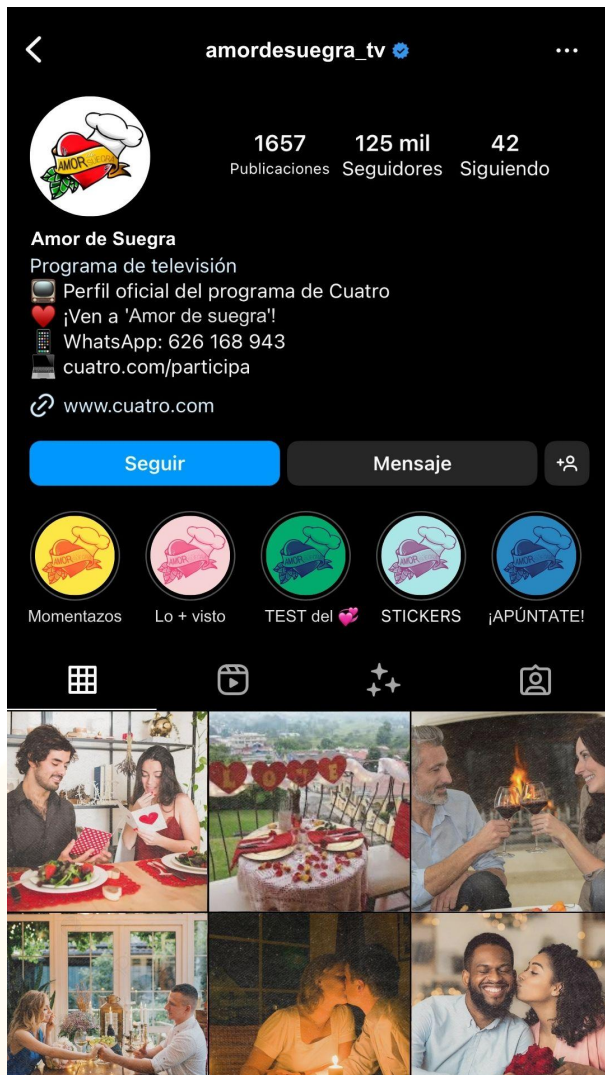 amordesuegra_tv
AMOR SUEGRA
1657 125 mil 42
Publicaciones Seguidores Siguiendo
Amor de Suegra
Programa de televisión
Perfil oficial del programa de Cuatro
¡Ven a 'Amor de suegra'!
WhatsApp: 626 168 943
cuatro.com/participa
www.cuatro.com
Seguir Mensaje
Momentazos Lo + visto TEST del STICKERS ¡APÚNTATE!
LOVE